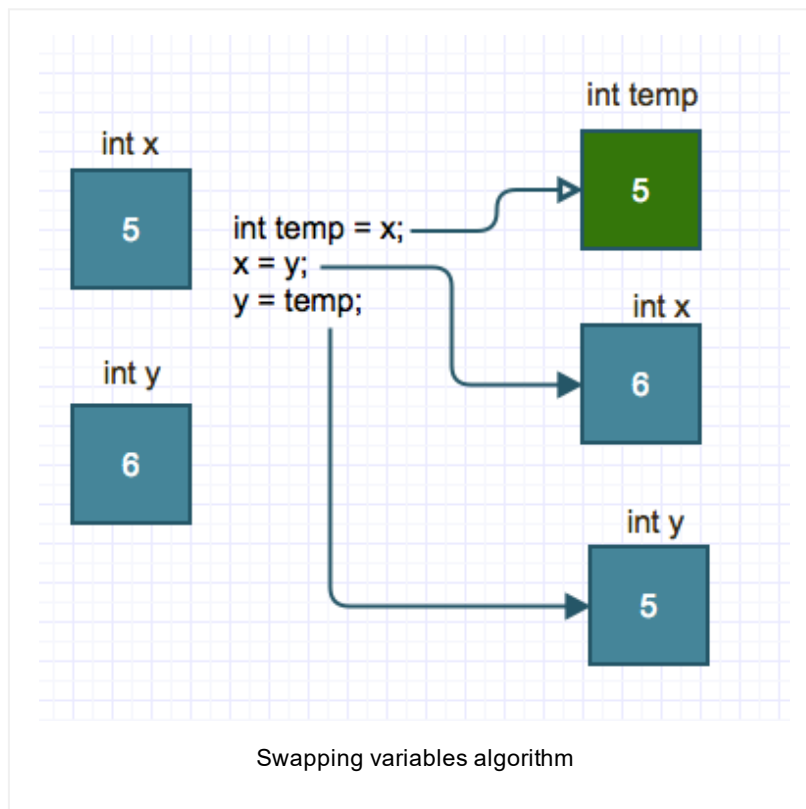 int x
5
int temp = x;
x = y;
y = temp;
int y
6
int temp
5
int x
6
int y
5
Swapping variables algorithm